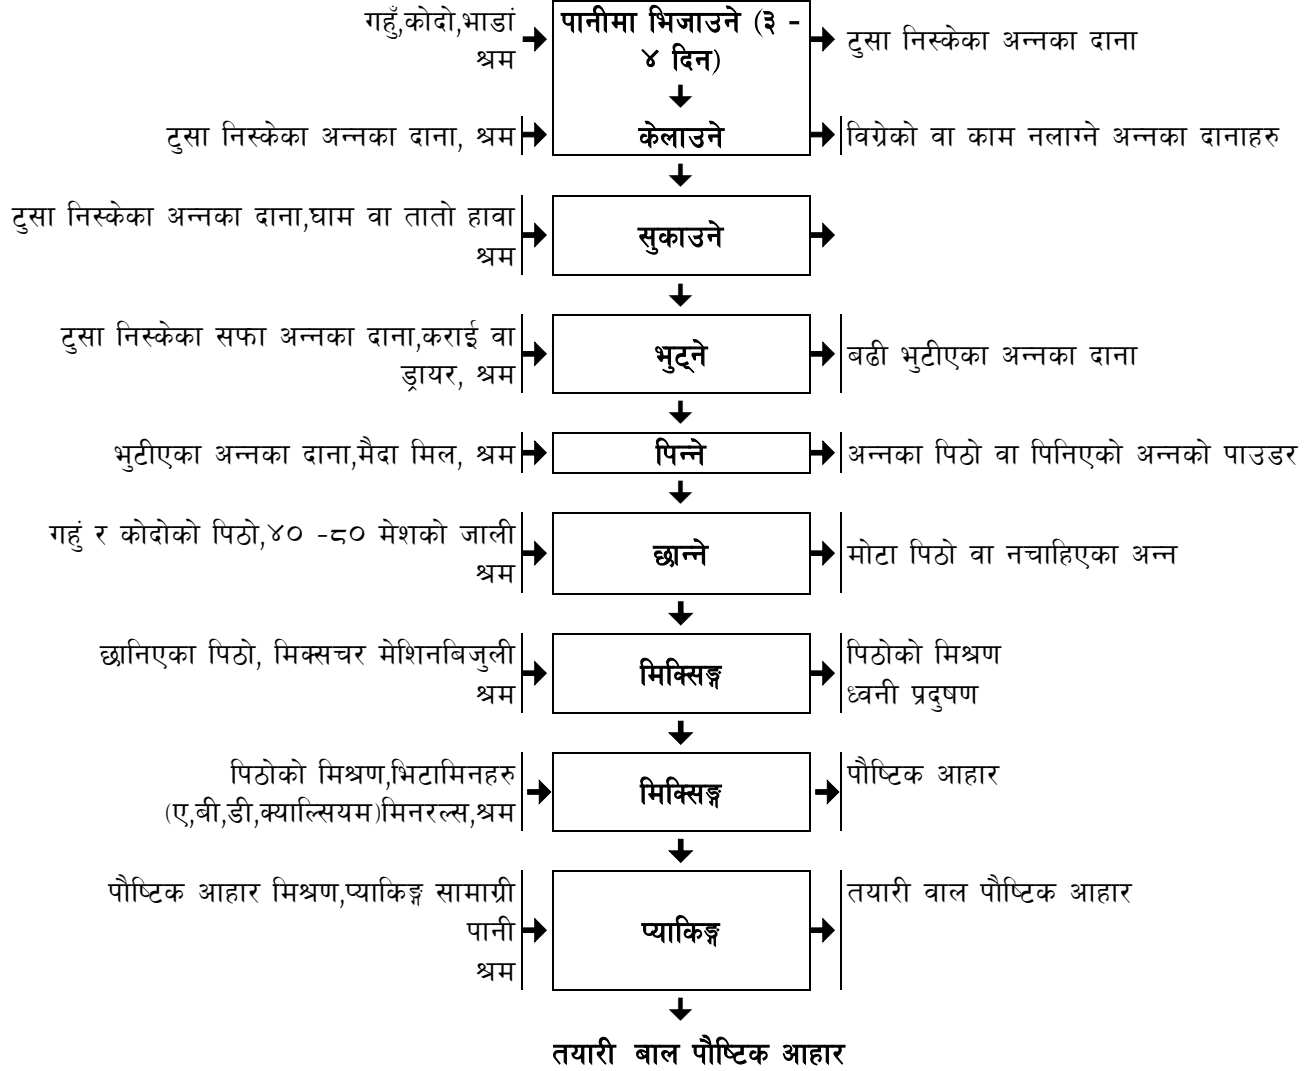 गहुँ,कोदो,भाडां
श्रम
पानीमा भिजाउने (३ -
४ दिन)
टुसा निस्केका अन्नका दाना
टुसा निस्केका अन्नका दाना, श्रम
केलाउने
विग्रेको वा काम नलाग्ने अन्नका दानाहरु
टुसा निस्केका अन्नका दाना,घाम वा तातो हावा
श्रम
सुकाउने
टुसा निस्केका सफा अन्नका दाना,कराई वा
ड्रायर, श्रम
भुट्ने
बढी भुटीएका अन्नका दाना
भुटीएका अन्नका दाना,मैदा मिल, श्रम
पिन्ने
अन्नका पिठो वा पिनिएको अन्नको पाउडर
गहुं र कोदोको पिठो,४० -८० मेशको जाली
श्रम
छान्ने
मोटा पिठो वा नचाहिएका अन्न
छानिएका पिठो, मिक्सचर मेशिनबिजुली
श्रम
मिक्सिङ्ग
पिठोको मिश्रण
ध्वनी प्रदुषण
पिठोको मिश्रण,भिटामिनहरु
(ए,बी,डी,क्याल्सियम)मिनरल्स,श्रम
मिक्सिङ्ग
पौष्टिक आहार
पौष्टिक आहार मिश्रण,प्याकिङ्ग सामाग्री
पानी
श्रम
प्याकिङ्ग
तयारी वाल पौष्टिक आहार
तयारी बाल पौष्टिक आहार